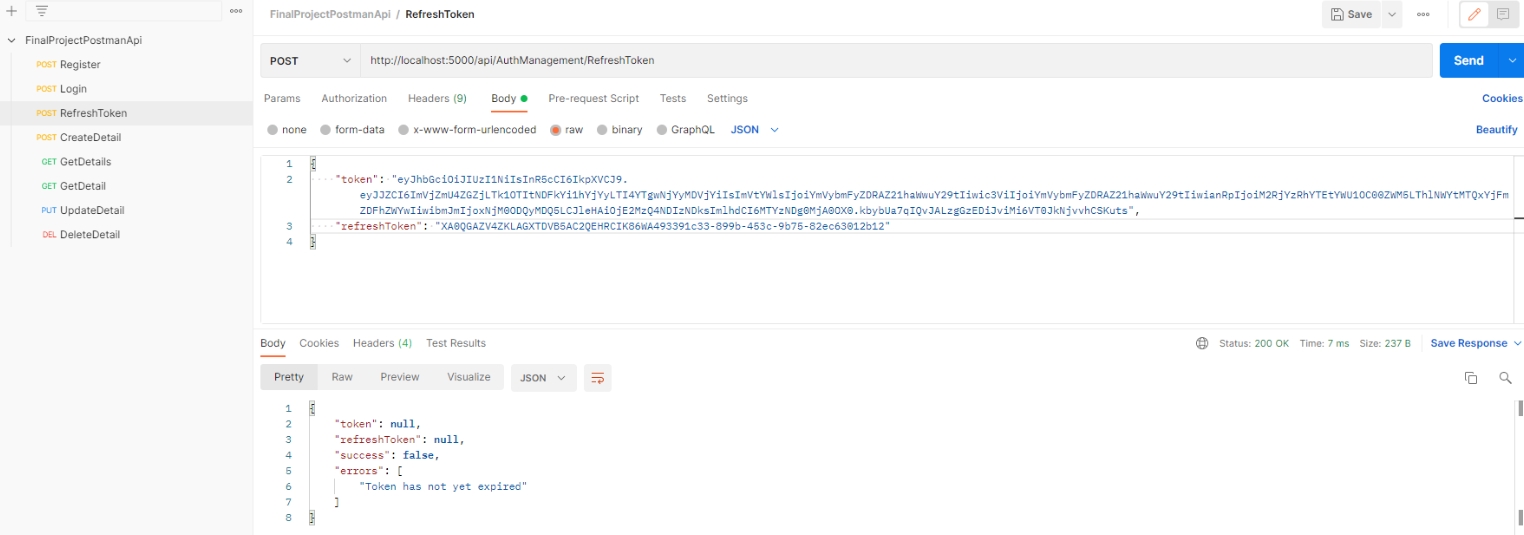 FinalProjectPostmanApi / RefreshToken
Save
FinalProjectPostmanApi
POST Register
POST Login
POST RefreshToken
POST CreateDetail
GET GetDetails
GET GetDetail
PUT UpdateDetail
DEL DeleteDetail
POST http://localhost:5000/api/AuthManagement/RefreshToken Send
Params Authorization Headers (9) Body Pre-request Script Tests Settings Cookies
none form-data x-www-form-urlencoded raw binary GraphQL JSON Beautify
1 {
2 "token": "eyJhbGciOiJIUzI1NiIsInR5cCI6IkpXVCJ9.
3 "refreshToken": "XA0QGAZV4ZKLAGXTDVB5AC2QEHRCIK86WA493391c33-899b-453c-9b75-82ec63012b12"
4 }
Body Cookies Headers (4) Test Results Status: 200 OK Time: 7 ms Size: 237 B Save Response
Pretty Raw Preview Visualize JSON
1 {
2 "token": null,
3 "refreshToken": null,
4 "success": false,
5 "errors": [
6 "Token has not yet expired"
7 ]
8 }